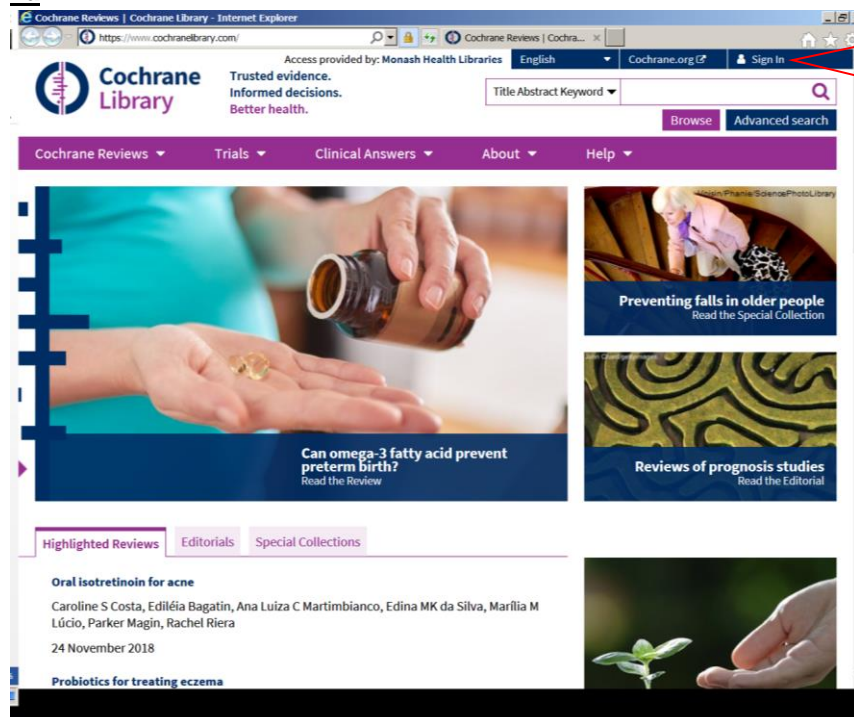 Cochrane Reviews | Cochrane Library - Internet Explorer
https://www.cochranelibrary.com/
Cochrane Reviews | Cochra...
Access provided by: Monash Health Libraries
English
Cochrane.org
Sign In
Cochrane
Library
Trusted evidence.
Informed decisions.
Better health.
Title Abstract Keyword
Browse
Advanced search
Cochrane Reviews
Trials
Clinical Answers
About
Help
Voisin/Phanie/SciencePhotoLibrary
Preventing falls in older people
Read the Special Collection
Can omega-3 fatty acid prevent
preterm birth?
Read the Review
Reviews of prognosis studies
Read the Editorial
Highlighted Reviews
Editorials
Special Collections
Oral isotretinoin for acne
Caroline S Costa, Ediléia Bagatin, Ana Luiza C Martimbianco, Edina MK da Silva, Marília M
Lúcio, Parker Magin, Rachel Riera
24 November 2018
Probiotics for treating eczema